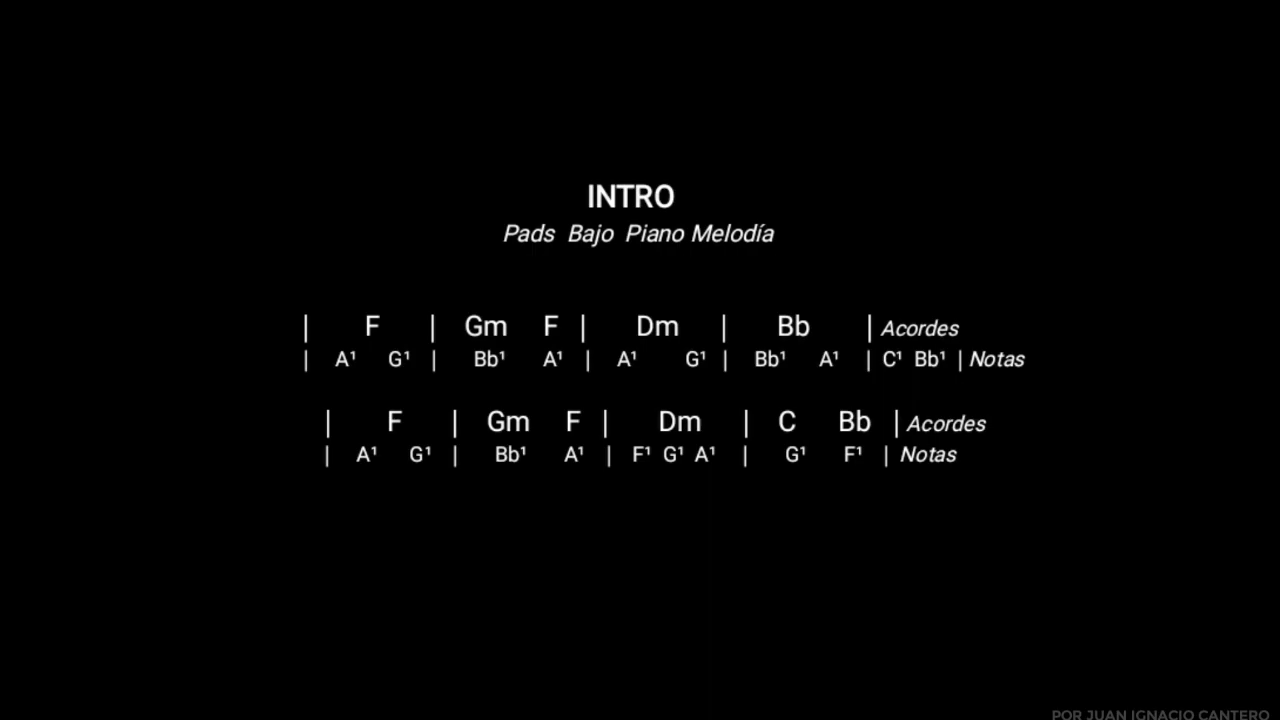 INTRO
Pads Bajo Piano Melodía
| F | Gm F | Dm | Bb | Acordes
| A¹ G¹ | Bb¹ A¹ | A¹ G¹ | Bb¹ A¹ | C¹ Bb¹ | Notas
| F | Gm F | Dm | C Bb | Acordes
| A¹ G¹ | Bb¹ A¹ | F¹ G¹ A¹ | G¹ F¹ | Notas
POR JUAN IGNACIO CANTERO